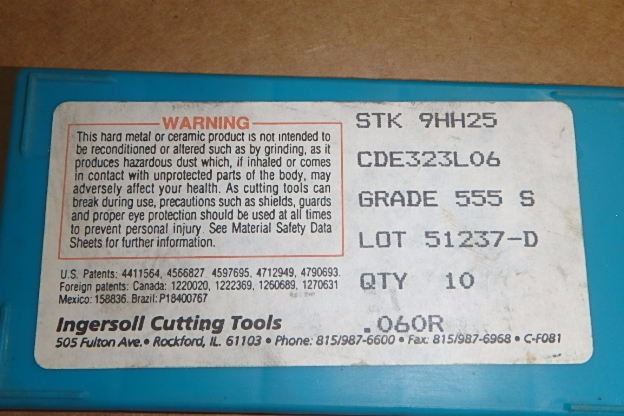 WARNING
This hard metal or ceramic product is not intended to
be reconditioned or altered such as by grinding, as it
produces hazardous dust which, if inhaled or comes
in contact with unprotected parts of the body, may
adversely affect your health. As cutting tools can
break during use, precautions such as shields, guards
and proper eye protection should be used at all times
to prevent personal injury. See Material Safety Data
Sheets for further information.
U.S. Patents: 4411564, 4566827 4597695, 4712949, 4790693.
Foreign patents: Canada: 1220020, 1222369, 1260689, 1270631
Mexico: 158836. Brazil: P18400767
Ingersoll Cutting Tools
505 Fulton Ave. • Rockford, IL. 61103 • Phone: 815/987-6600 • Fax: 815/987-6968 • C-F081
STK 9HH25
CDE323L06
GRADE 555 S
LOT 51237-D
QTY 10
.060R